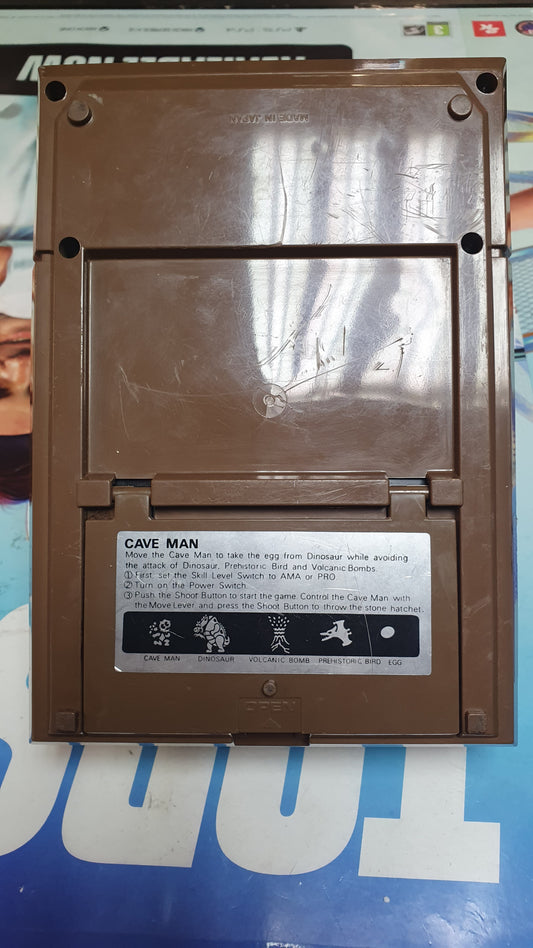 3
MADE IN JAPAN
CAVE MAN
Move the Cave Man to take the egg from Dinosaur while avoiding
the attack of Dinosaur, Prehistoric Bird and Volcanic Bombs.
① First, set the Skill Level Switch to AMA or PRO
② Turn on the Power Switch.
③ Push the Shoot Button to start the game. Control the Cave Man with
the Move Lever and press the Shoot Button to throw the stone hatchet.
CAVE MAN DINOSAUR VOLCANIC BOMB PREHISTORIC BIRD EGG
OPEN